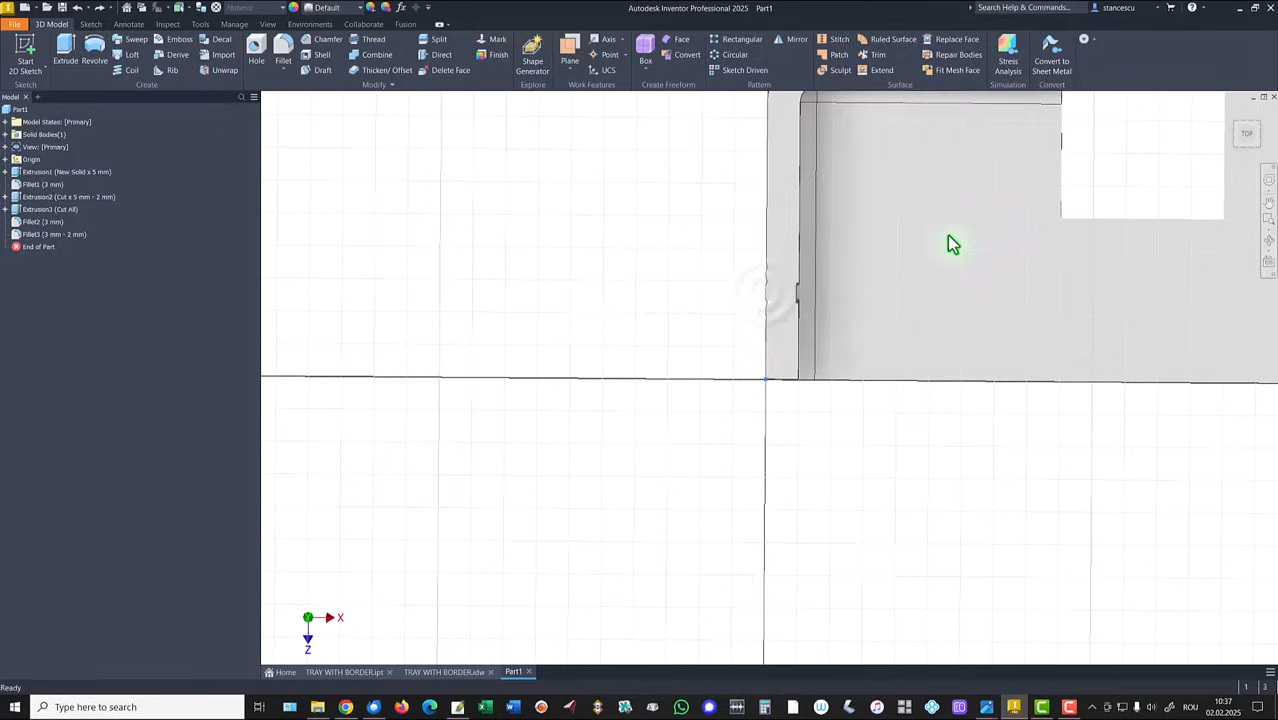 Material
Default
Autodesk Inventor Professional 2025 Part1
Search Help & Commands...
stancescu
File
3D Model
Sketch
Annotate
Inspect
Tools
Manage
View
Environments
Collaborate
Fusion
Start
2D Sketch
Extrude
Revolve
Sweep
Loft
Coil
Emboss
Derive
Rib
Decal
Import
Unwrap
Hole
Fillet
Chamfer
Shell
Draft
Thread
Combine
Thicken/ Offset
Split
Direct
Delete Face
Mark
Finish
Shape
Generator
Plane
Axis
Point
UCS
Box
Face
Convert
Rectangular
Circular
Sketch Driven
Mirror
Stitch
Patch
Sculpt
Ruled Surface
Trim
Extend
Replace Face
Repair Bodies
Fit Mesh Face
Stress
Analysis
Convert to
Sheet Metal
Sketch
Create
Modify
Explore
Work Features
Create Freeform
Pattern
Surface
Simulation
Convert
Model
Part1
Model States: [Primary]
Solid Bodies(1)
View: [Primary]
Origin
Extrusion1 (New Solid x 5 mm)
Fillet1 (3 mm)
Extrusion2 (Cut x 5 mm - 2 mm)
Extrusion3 (Cut All)
Fillet2 (3 mm)
Fillet3 (3 mm - 2 mm)
End of Part
TOP
X
Z
Home
TRAY WITH BORDER.ipt
TRAY WITH BORDER.idw
Part1
Ready
1
3
Type here to search
ROU
10:37
02.02.2025